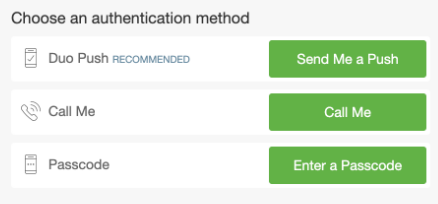 Choose an authentication method
Duo Push RECOMMENDED
Send Me a Push
Call Me
Call Me
Passcode
Enter a Passcode